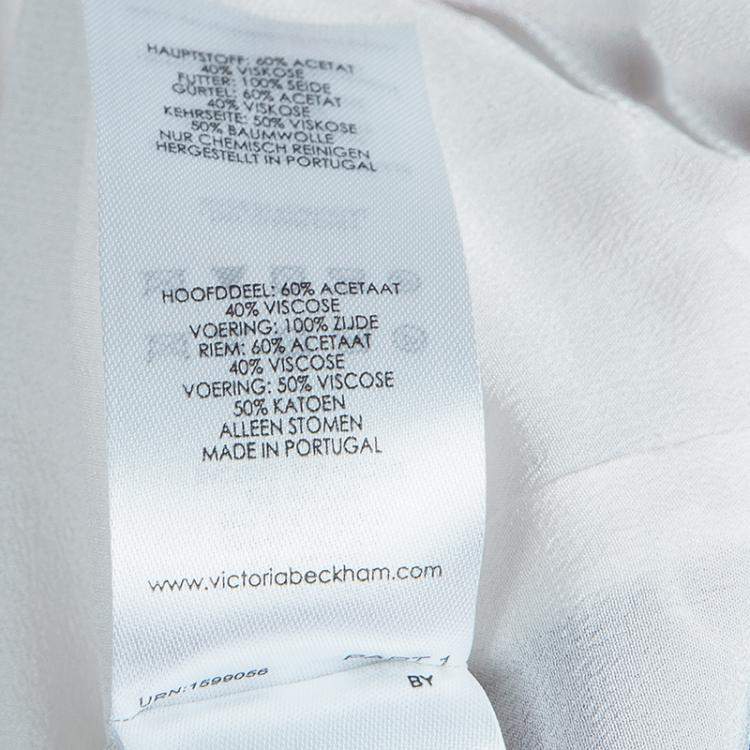 HAUPTSTOFF: 60% ACETAT
40% VISKOSE
FUTTER: 100% SEIDE
GÜRTEL: 60% ACETAT
40% VISKOSE
KEHRSEITE: 50% VISKOSE
50% BAUMWOLLE
NUR CHEMISCH REINIGEN
HERGESTELLT IN PORTUGAL
HOOFDDEEL: 60% ACETAAT
40% VISCOSE
VOERING: 100% ZIJDE
RIEM: 60% ACETAAT
40% VISCOSE
VOERING: 50% VISCOSE
50% KATOEN
ALLEEN STOMEN
MADE IN PORTUGAL
www.victoriabeckham.com
URN:1599056 PART 1
BY